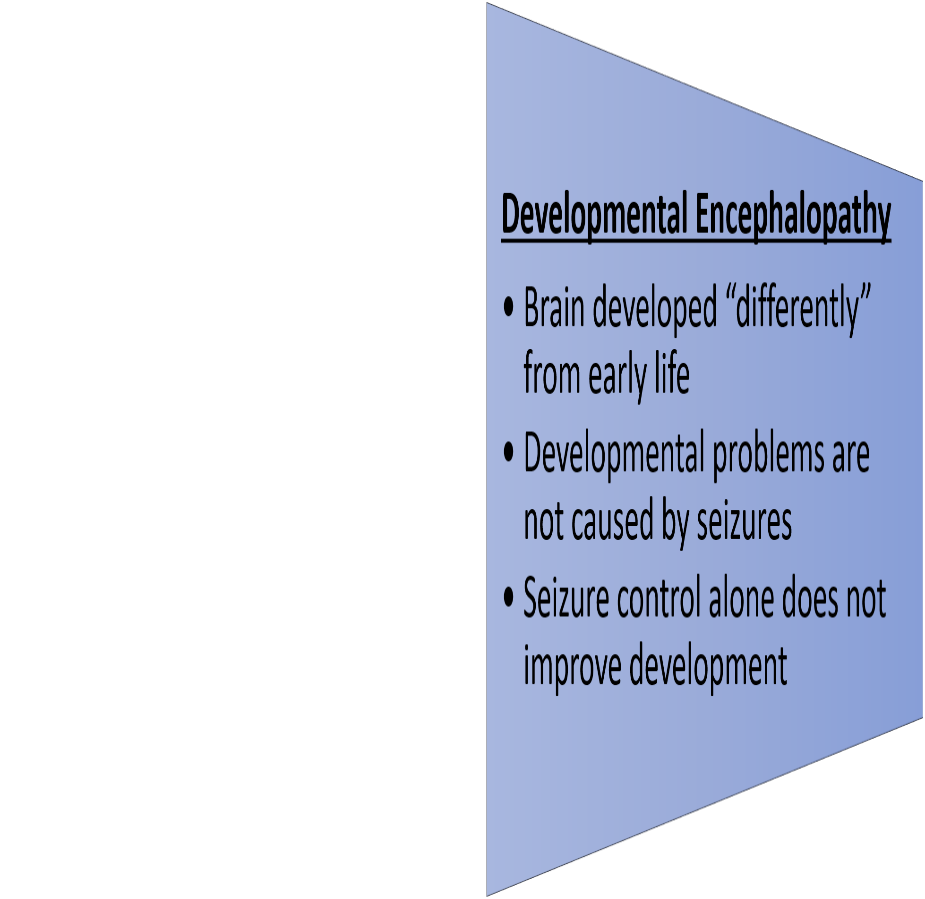 Developmental Encephalopathy
• Brain developed “differently”
from early life
• Developmental problems are
not caused by seizures
• Seizure control alone does not
improve development